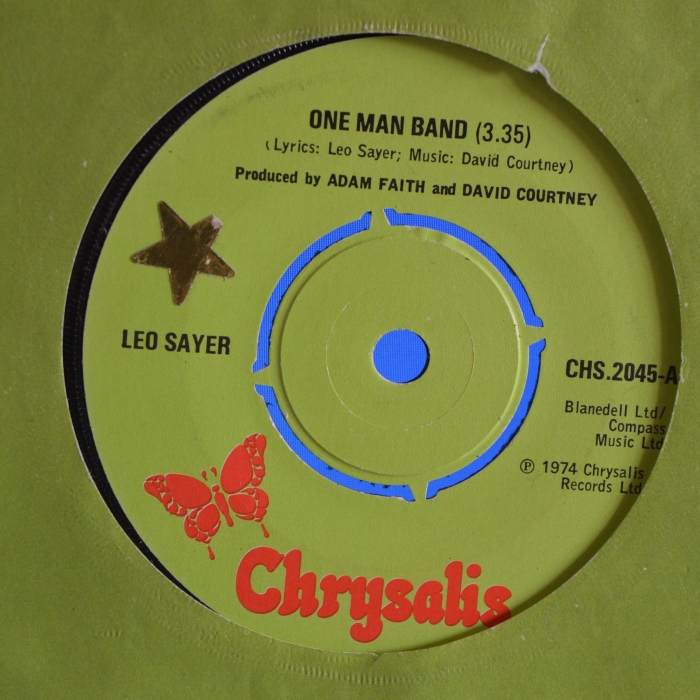 ONE MAN BAND (3.35)
(Lyrics: Leo Sayer; Music: David Courtney)
Produced by ADAM FAITH and DAVID COURTNEY
LEO SAYER
CHS.2045-A
Blanedell Ltd/
Compass
Music Ltd
℗ 1974 Chrysalis
Records Ltd
Chrysalis